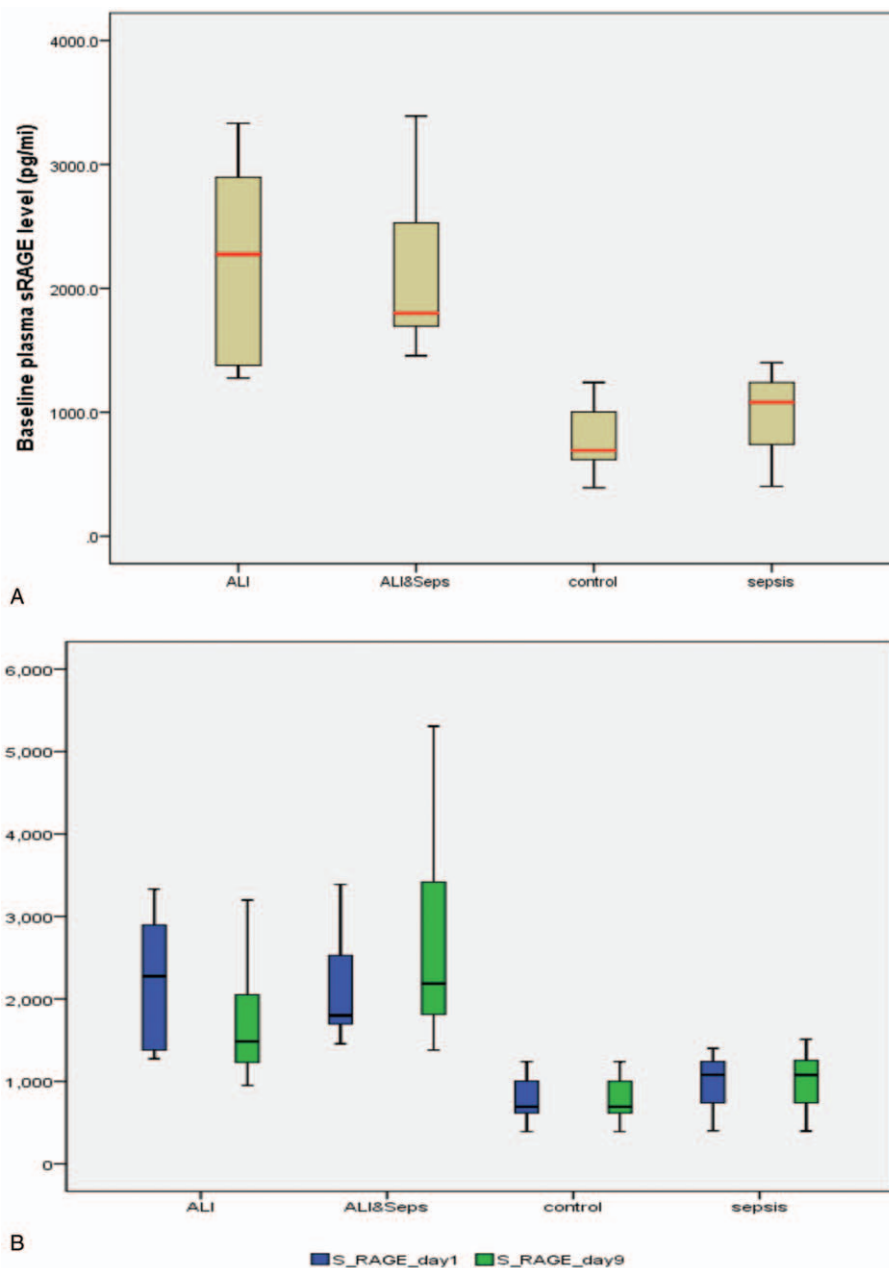 4000.0
Baseline plasma sRAGE level (pg/mi)
3000.0
2000.0
1000.0
.0
ALI ALI&Seps control sepsis
A
6,000
5,000
4,000
3,000
2,000
1,000
0
ALI ALI&Seps control sepsis
B
S_RAGE_day1 S_RAGE_day9